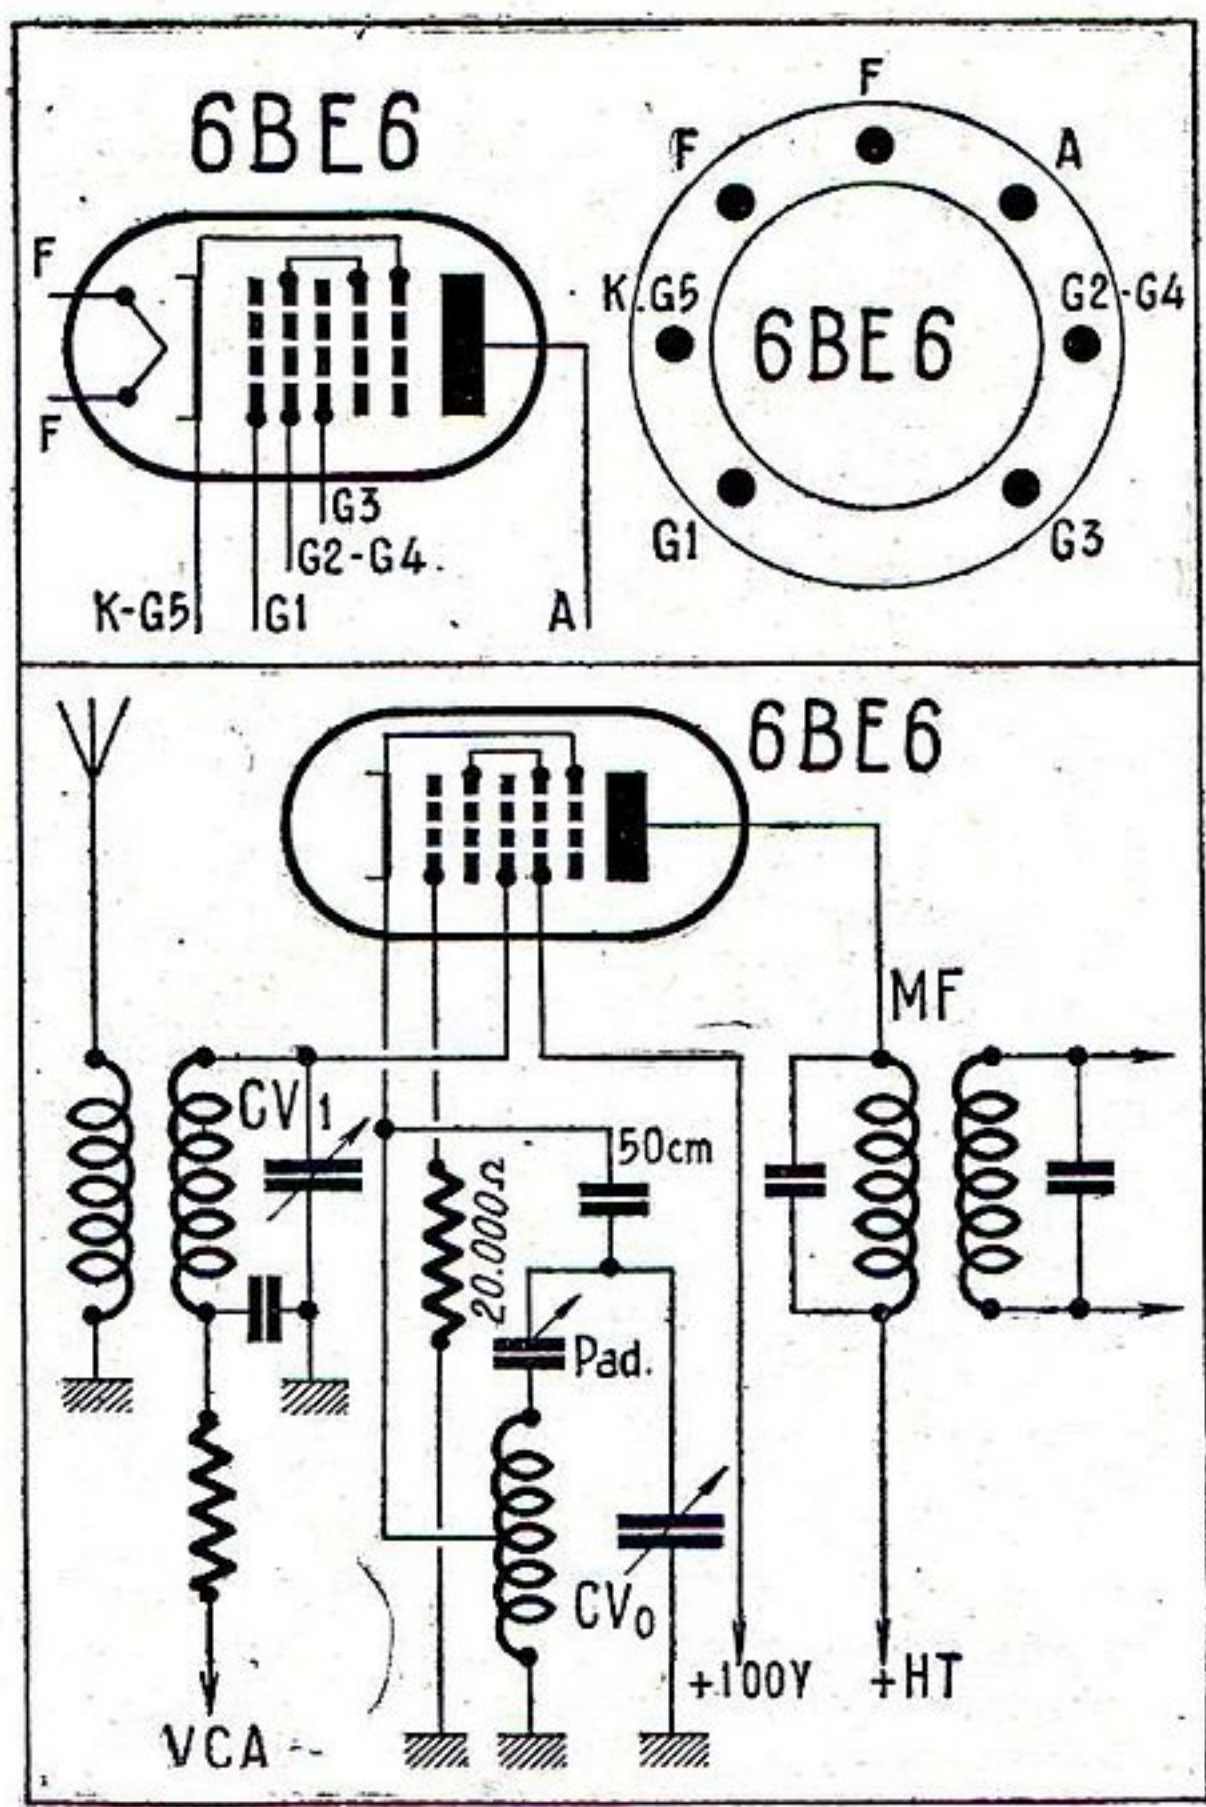 6BE6
F
F
G3
G2-G4.
K-G5
G1
A
F
F
A
K.G5
G2-G4
6BE6
G1
G3
6BE6
MF
CV1
50cm
20.000Ω
Pad.
CV0
+100V
+HT
VCA